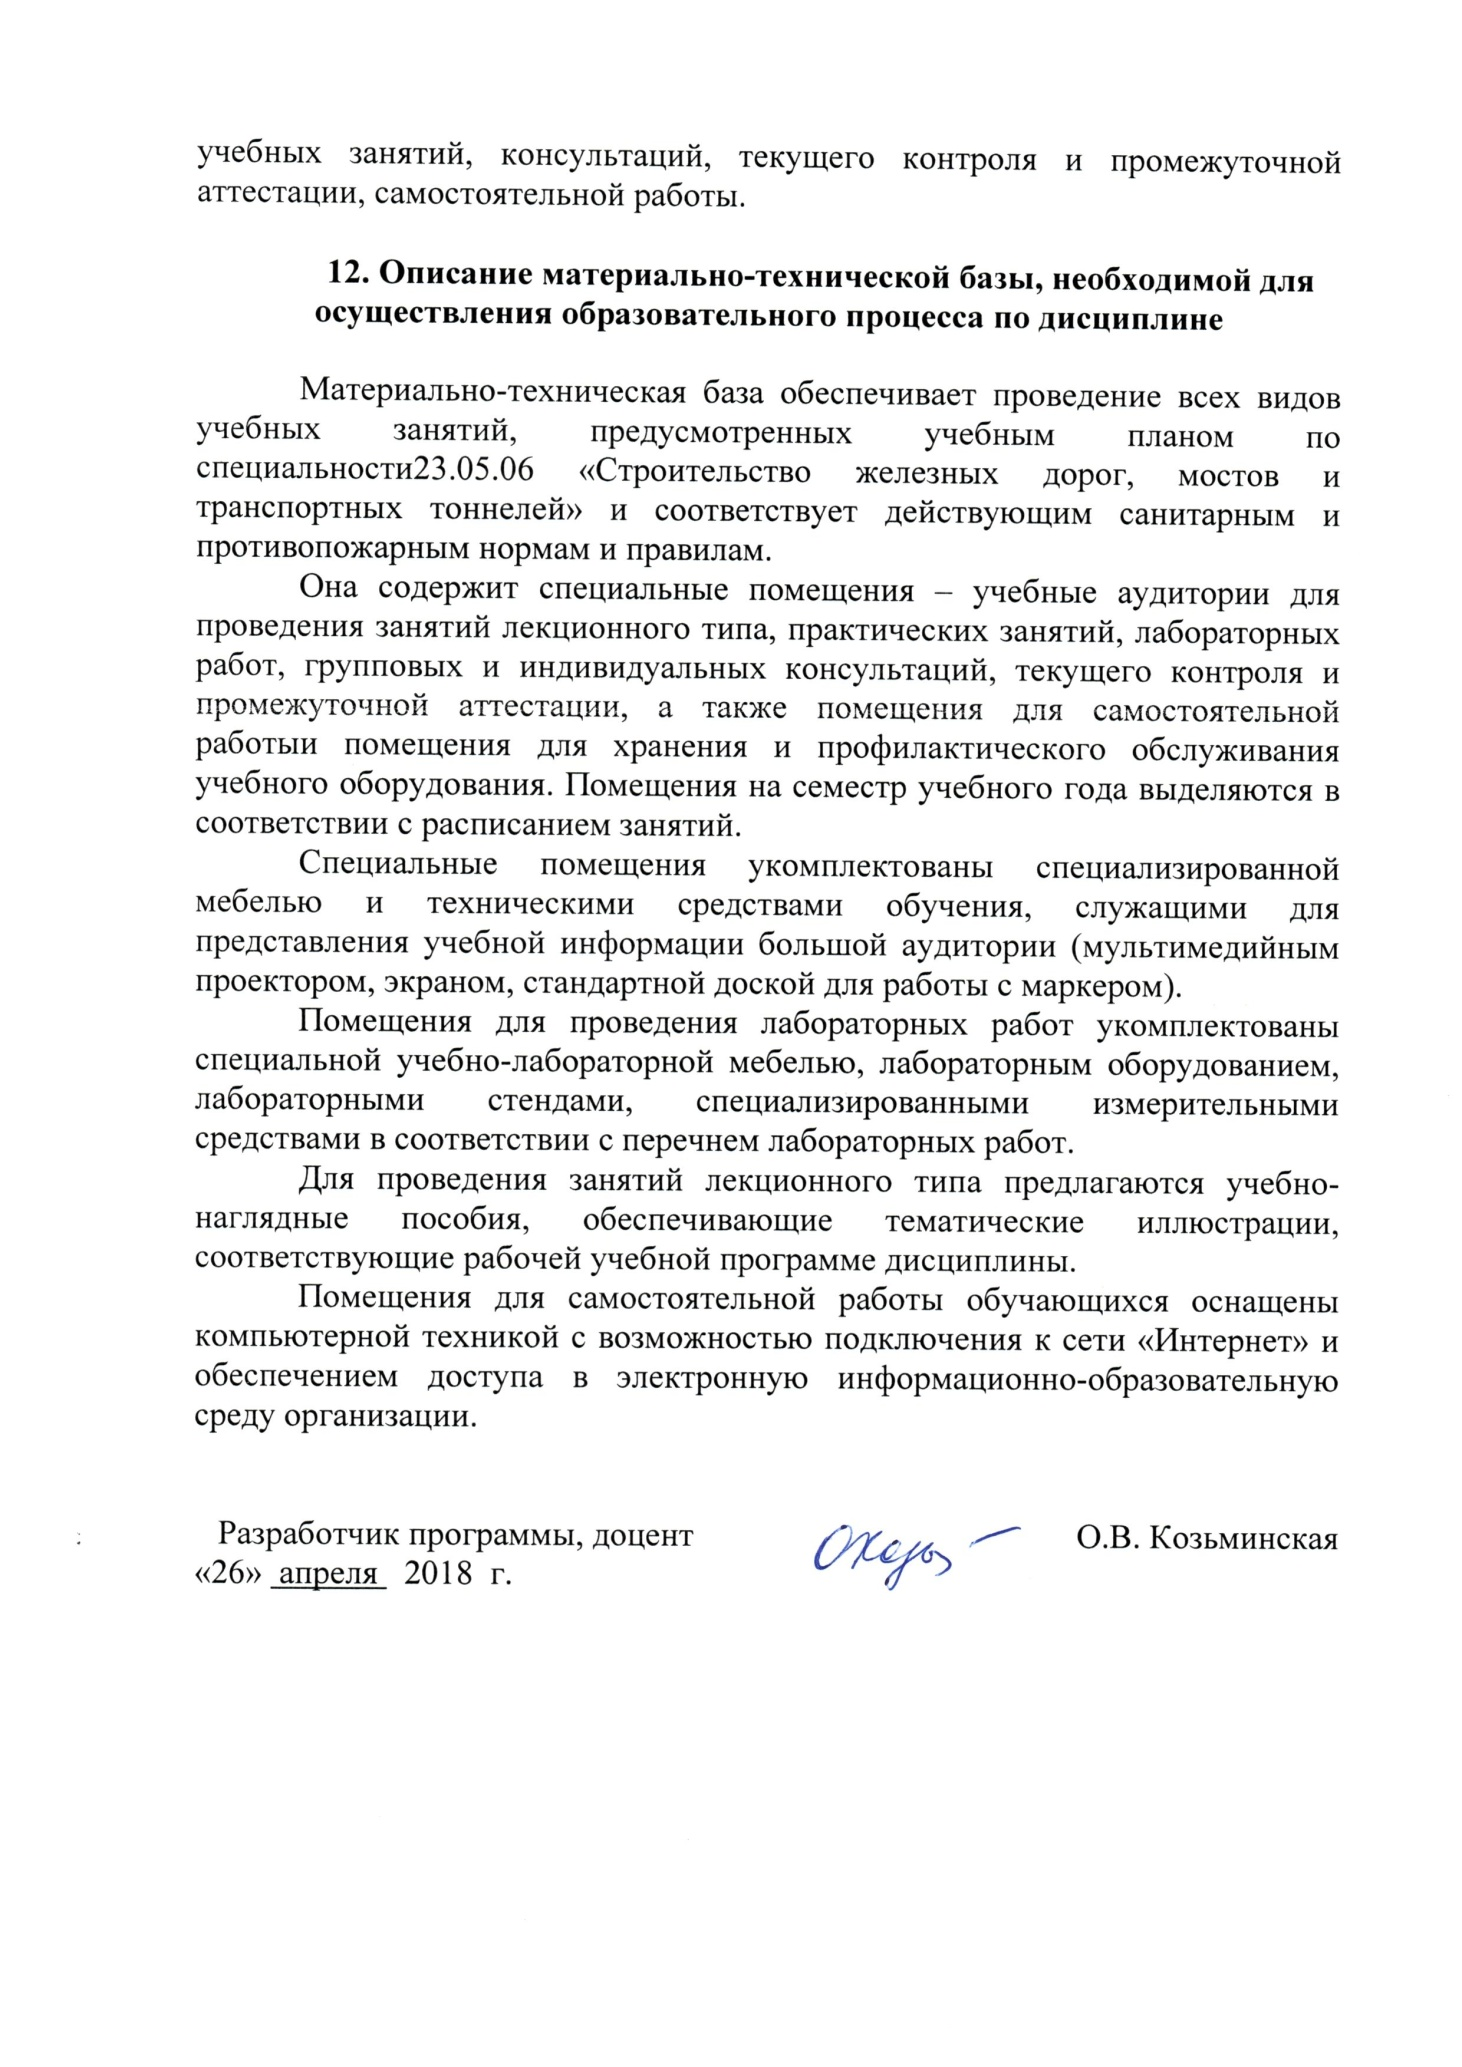 учебных занятий, консультаций, текущего контроля и промежуточной
аттестации, самостоятельной работы.
12. Описание материально-технической базы, необходимой для
осуществления образовательного процесса по дисциплине
Материально-техническая база обеспечивает проведение всех видов
учебных занятий, предусмотренных учебным планом по
специальности23.05.06 «Строительство железных дорог, мостов и
транспортных тоннелей» и соответствует действующим санитарным и
противопожарным нормам и правилам.
Она содержит специальные помещения – учебные аудитории для
проведения занятий лекционного типа, практических занятий, лабораторных
работ, групповых и индивидуальных консультаций, текущего контроля и
промежуточной аттестации, а также помещения для самостоятельной
работыи помещения для хранения и профилактического обслуживания
учебного оборудования. Помещения на семестр учебного года выделяются в
соответствии с расписанием занятий.
Специальные помещения укомплектованы специализированной
мебелью и техническими средствами обучения, служащими для
представления учебной информации большой аудитории (мультимедийным
проектором, экраном, стандартной доской для работы с маркером).
Помещения для проведения лабораторных работ укомплектованы
специальной учебно-лабораторной мебелью, лабораторным оборудованием,
лабораторными стендами, специализированными измерительными
средствами в соответствии с перечнем лабораторных работ.
Для проведения занятий лекционного типа предлагаются учебно-
наглядные пособия, обеспечивающие тематические иллюстрации,
соответствующие рабочей учебной программе дисциплины.
Помещения для самостоятельной работы обучающихся оснащены
компьютерной техникой с возможностью подключения к сети «Интернет» и
обеспечением доступа в электронную информационно-образовательную
среду организации.
Разработчик программы, доцент О.В. Козьминская
«26» апреля 2018 г.